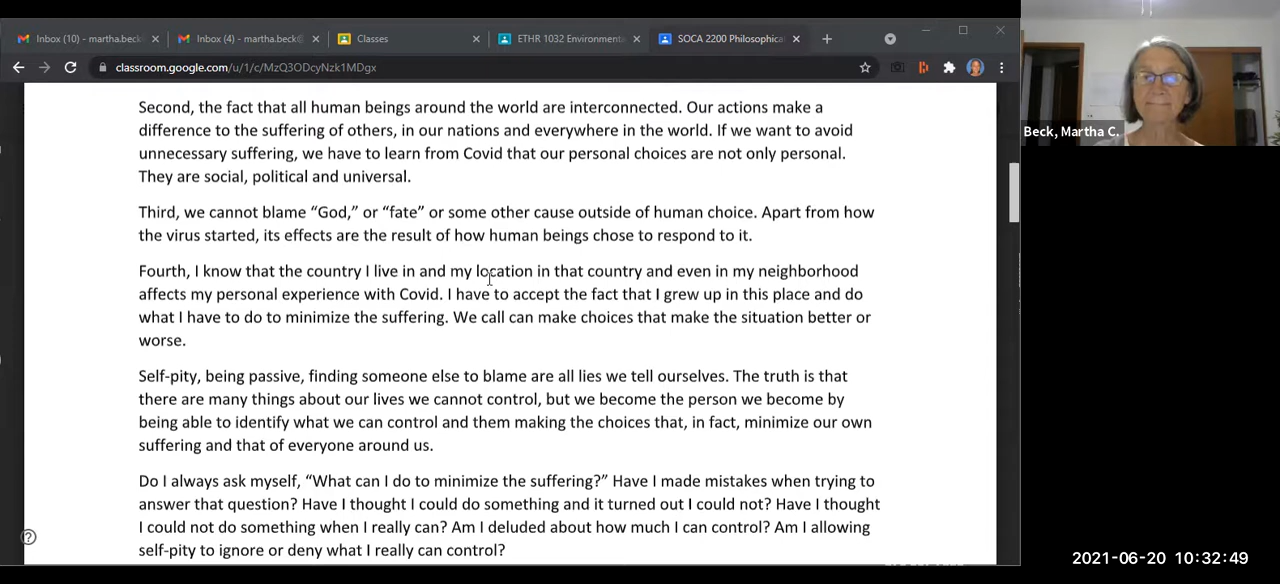 Inbox (10) - martha.beck
Inbox (4) - martha.beck@
Classes
ETHR 1032 Environmenta
SOCA 2200 Philosophica
classroom.google.com/u/1/c/MzQ3ODcyNzk1MDgx
Beck, Martha C.
Second, the fact that all human beings around the world are interconnected. Our actions make a
difference to the suffering of others, in our nations and everywhere in the world. If we want to avoid
unnecessary suffering, we have to learn from Covid that our personal choices are not only personal.
They are social, political and universal.
Third, we cannot blame “God,” or “fate” or some other cause outside of human choice. Apart from how
the virus started, its effects are the result of how human beings chose to respond to it.
Fourth, I know that the country I live in and my location in that country and even in my neighborhood
affects my personal experience with Covid. I have to accept the fact that I grew up in this place and do
what I have to do to minimize the suffering. We call can make choices that make the situation better or
worse.
Self-pity, being passive, finding someone else to blame are all lies we tell ourselves. The truth is that
there are many things about our lives we cannot control, but we become the person we become by
being able to identify what we can control and them making the choices that, in fact, minimize our own
suffering and that of everyone around us.
Do I always ask myself, “What can I do to minimize the suffering?” Have I made mistakes when trying to
answer that question? Have I thought I could do something and it turned out I could not? Have I thought
I could not do something when I really can? Am I deluded about how much I can control? Am I allowing
self-pity to ignore or deny what I really can control?
2021-06-20 10:32:49